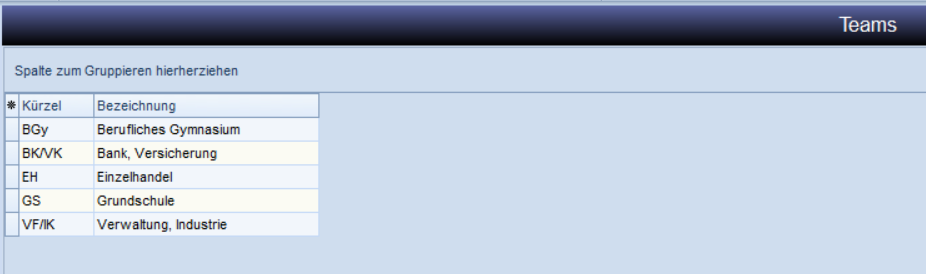 Teams
Spalte zum Gruppieren hierherziehen
Kürzel Bezeichnung
BGy Berufliches Gymnasium
BK/VK Bank, Versicherung
EH Einzelhandel
GS Grundschule
VF/IK Verwaltung, Industrie